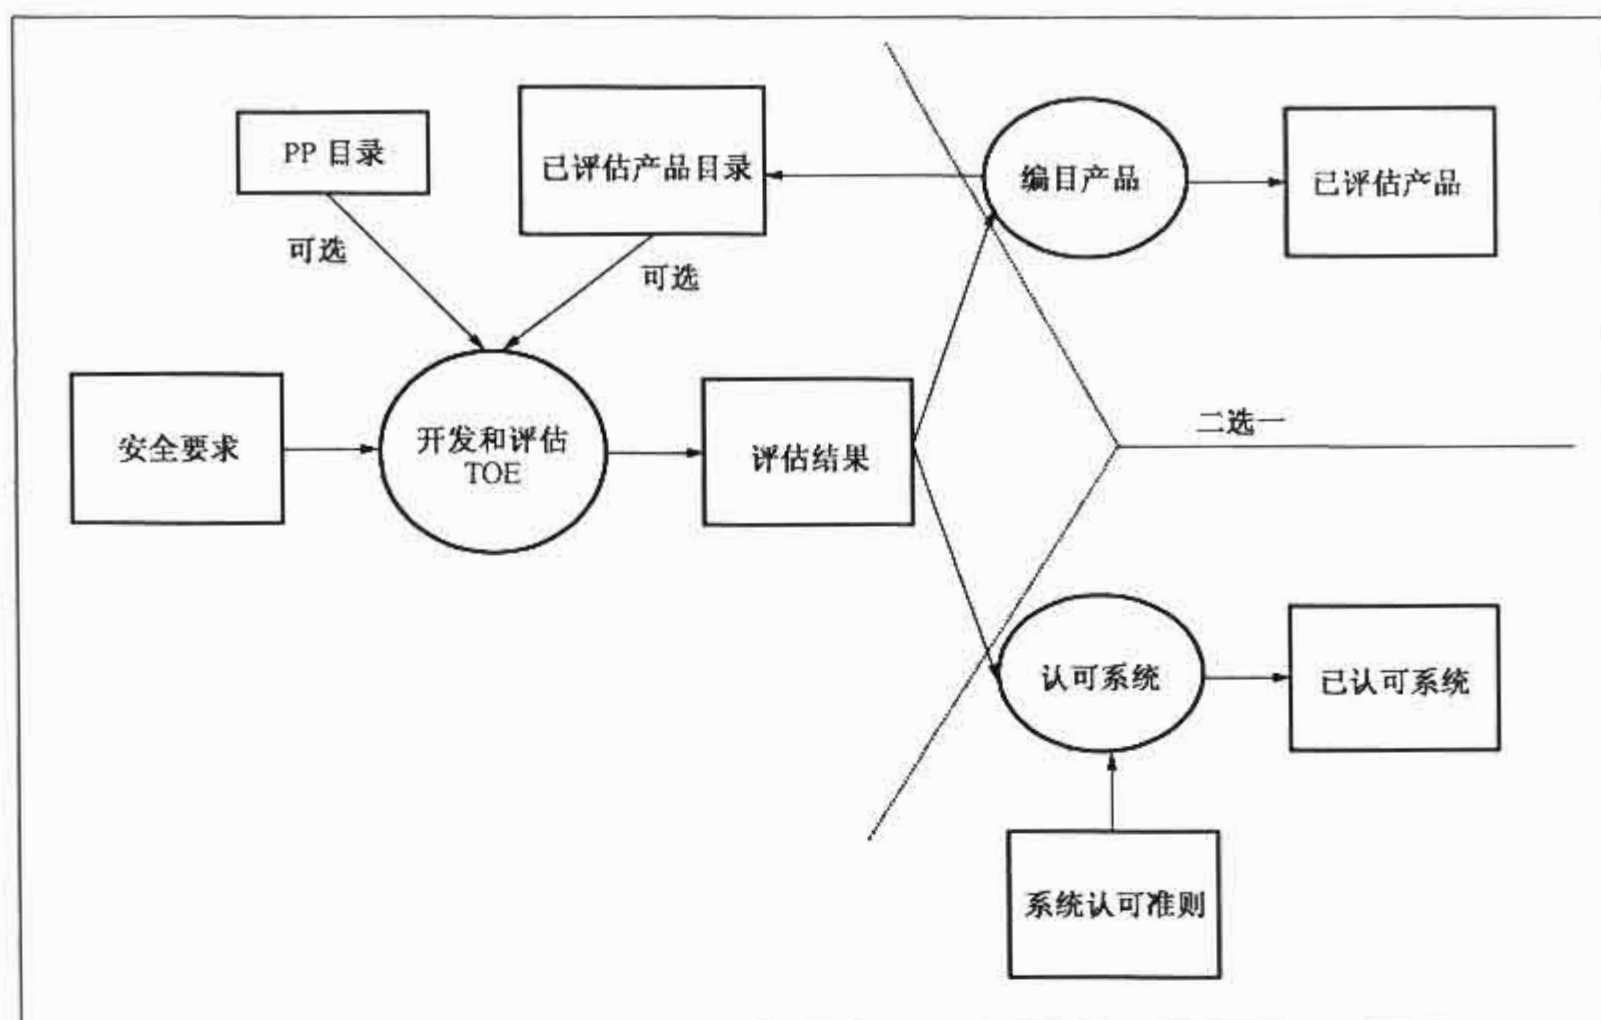 PP 目录
已评估产品目录
编目产品
已评估产品
可选
可选
安全要求
开发和评估
TOE
评估结果
二选一
认可系统
已认可系统
系统认可准则